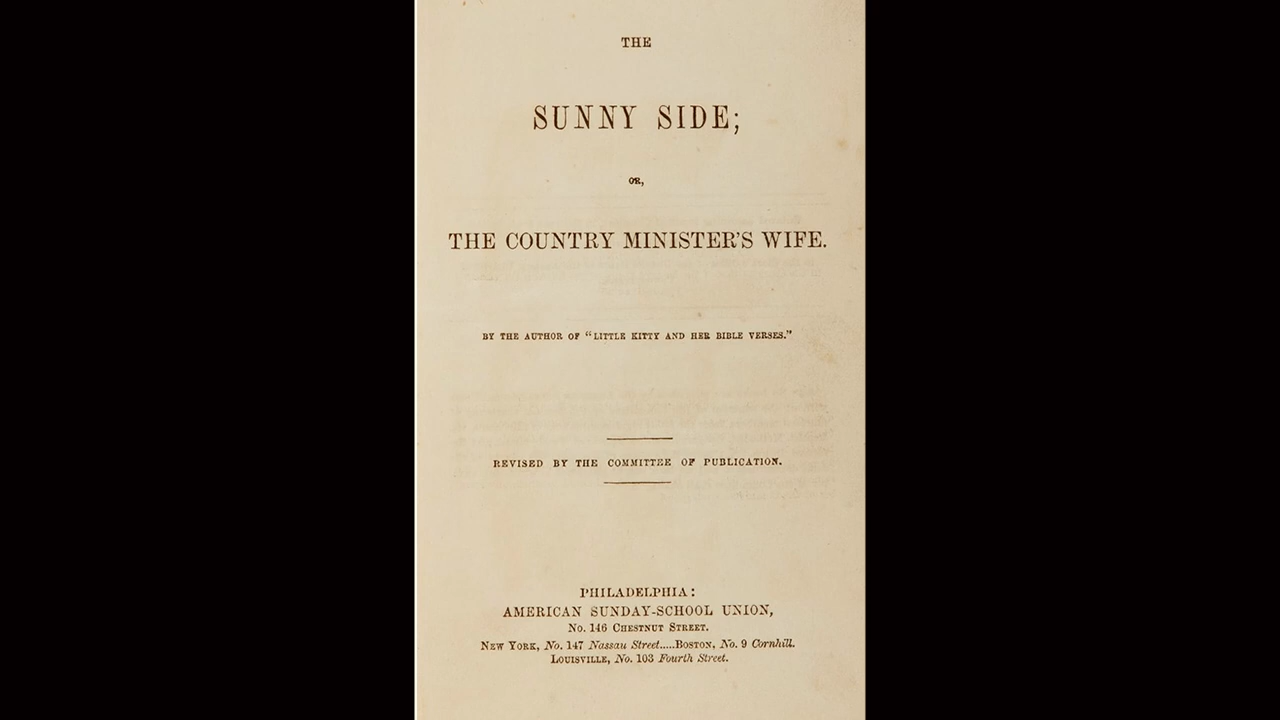 THE
SUNNY SIDE;
OR,
THE COUNTRY MINISTER'S WIFE.
BY THE AUTHOR OF "LITTLE KITTY AND HER BIBLE VERSES."
REVISED BY THE COMMITTEE OF PUBLICATION.
PHILADELPHIA:
AMERICAN SUNDAY-SCHOOL UNION,
No. 146 CHESTNUT STREET.
NEW YORK, No. 147 Nassau Street.....BOSTON, No. 9 Cornhill.
LOUISVILLE, No. 103 Fourth Street.